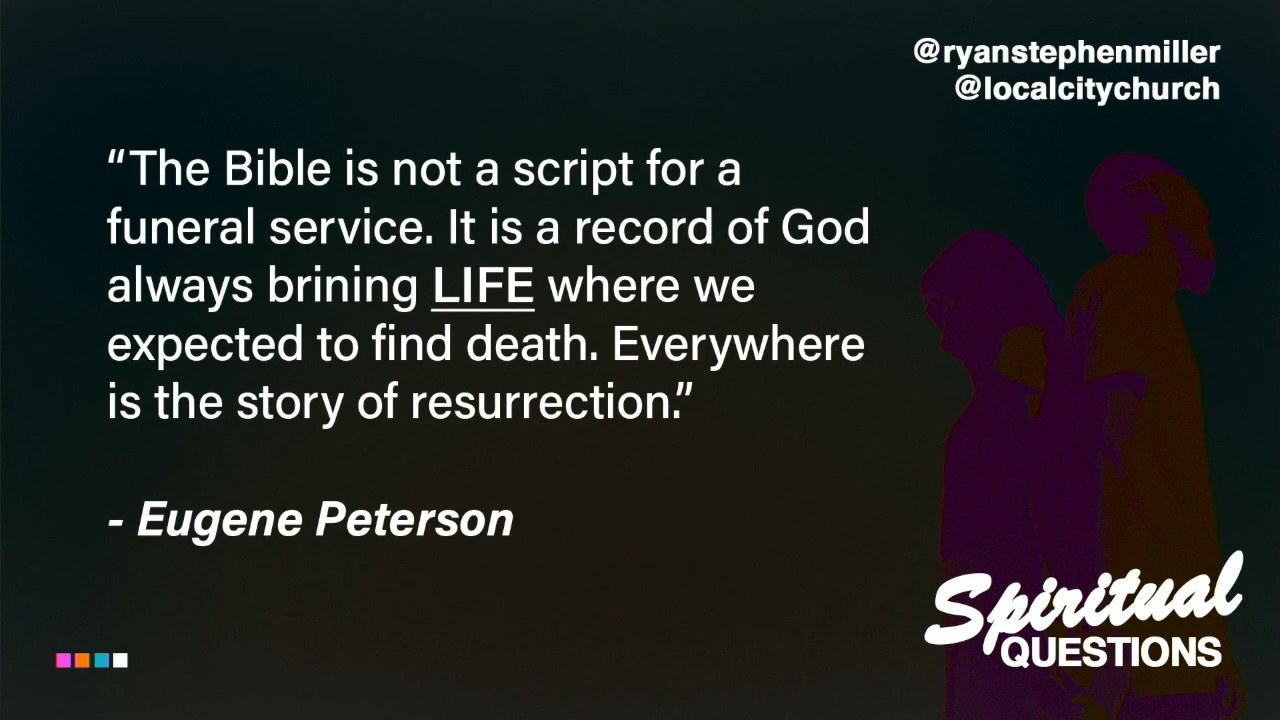 @ryanstephenmiller
@localcitychurch
“The Bible is not a script for a
funeral service. It is a record of God
always brining LIFE where we
expected to find death. Everywhere
is the story of resurrection.”
- Eugene Peterson
Spiritual
QUESTIONS